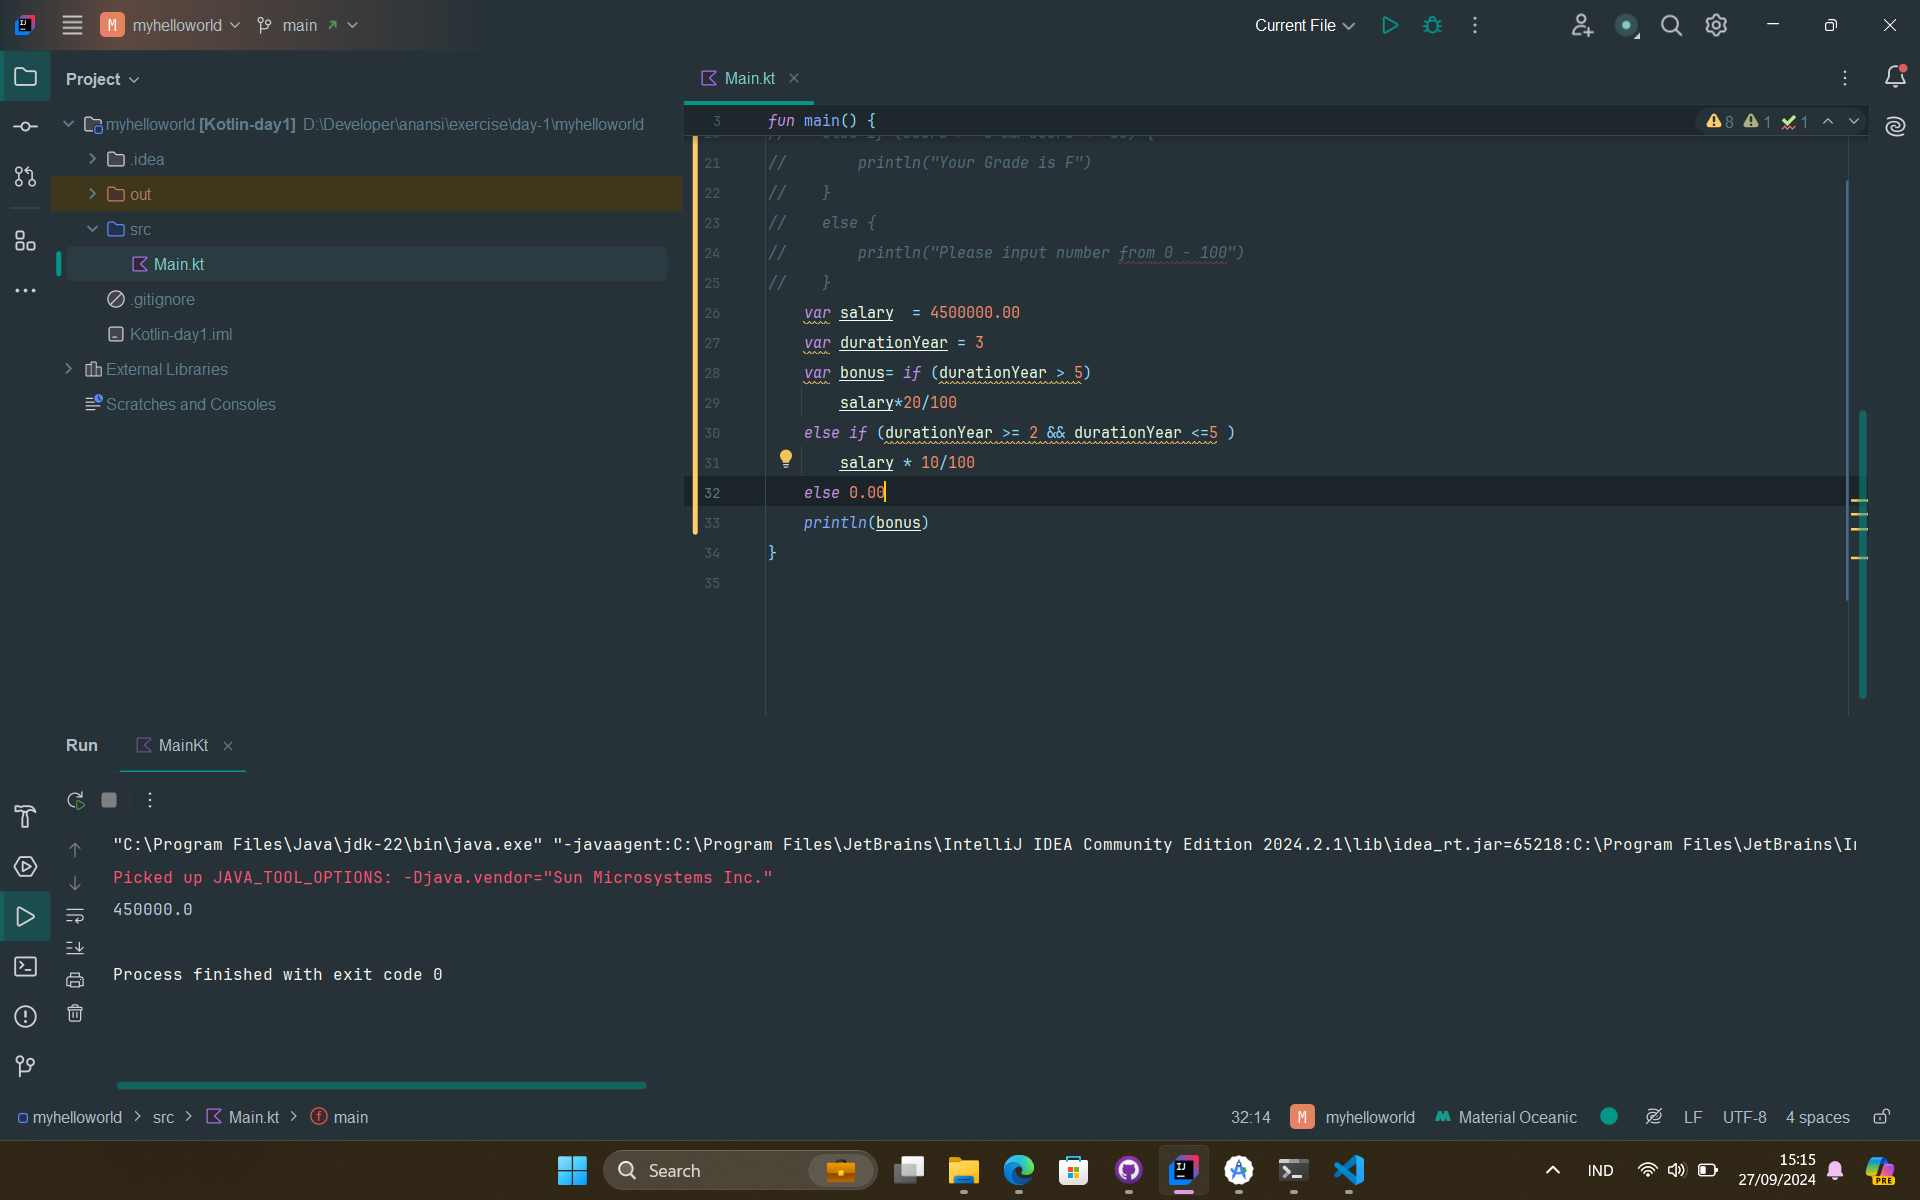 M myhelloworld main Current File
Project
Main.kt
myhelloworld [Kotlin-day1] D:\Developer\anansi\exercise\day-1\myhelloworld
.idea
out
src
Main.kt
.gitignore
Kotlin-day1.iml
External Libraries
Scratches and Consoles
3 fun main() { 8 1 1
21 // println("Your Grade is F")
22 // }
23 // else {
24 // println("Please input number from 0 - 100")
25 // }
26 var salary  = 4500000.00
27 var durationYear = 3
28 var bonus= if (durationYear > 5)
29 salary*20/100
30 else if (durationYear >= 2 && durationYear <=5 )
31 salary * 10/100
32 else 0.00
33 println(bonus)
34 }
35
Run MainKt
"C:\Program Files\Java\jdk-22\bin\java.exe" "-javaagent:C:\Program Files\JetBrains\IntelliJ IDEA Community Edition 2024.2.1\lib\idea_rt.jar=65218:C:\Program Files\JetBrains\In
Picked up JAVA_TOOL_OPTIONS: -Djava.vendor="Sun Microsystems Inc."
450000.0
Process finished with exit code 0
myhelloworld > src > Main.kt > main 32:14 M myhelloworld Material Oceanic LF UTF-8 4 spaces
Search IND 15:15
27/09/2024
PRE